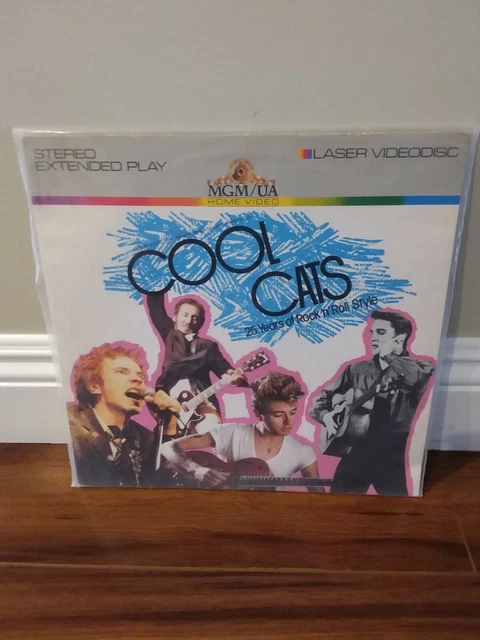 STEREO
EXTENDED PLAY
MGM/UA
HOME VIDEO
LASER VIDEODISC
COOL
CATS
25 Years of Rock 'n' Roll Style